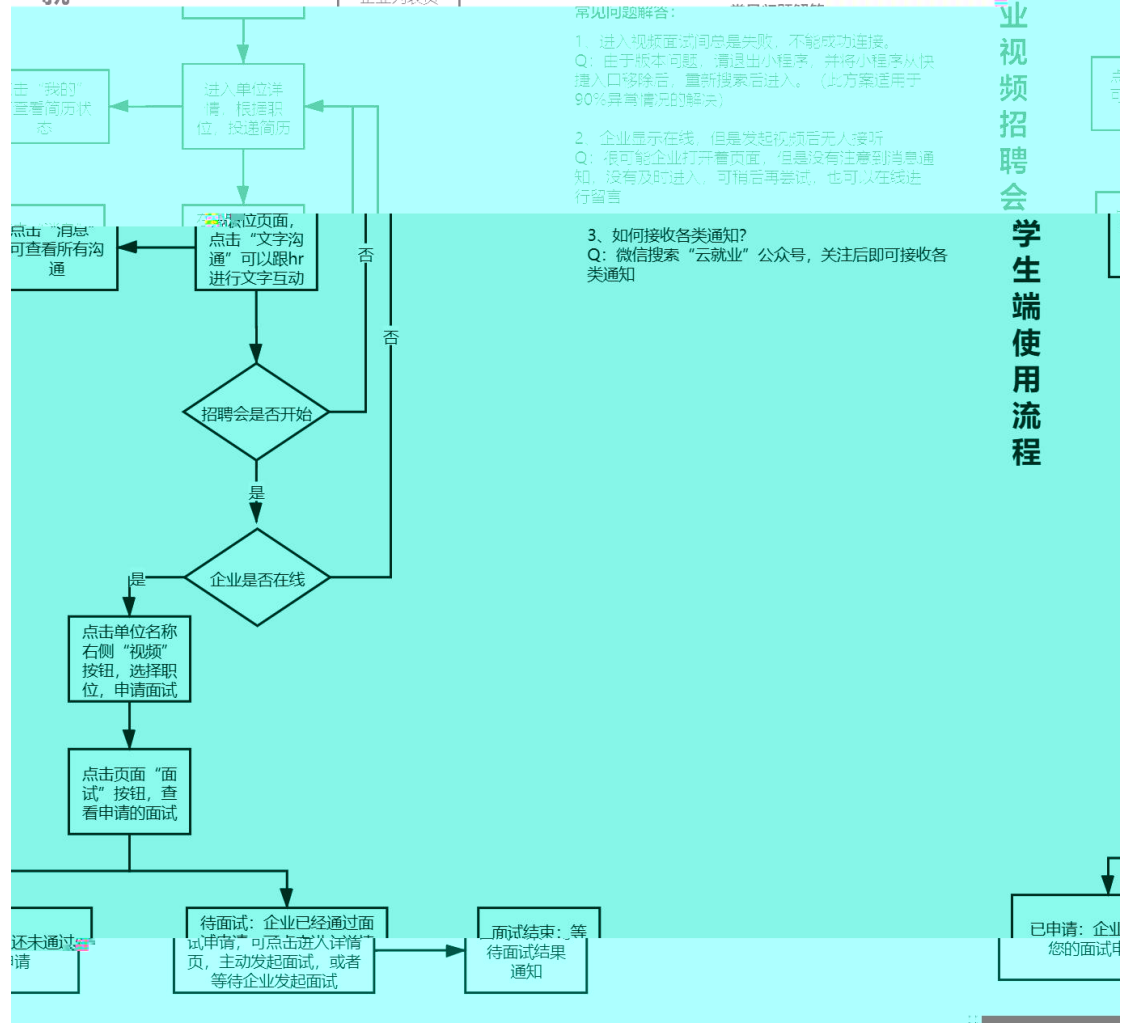 常见问题解答：
1、进入视频面试间总是失败，不能成功连接。
Q：由于版本问题，请退出小程序，并将小程序从快
捷入口移除后，重新搜索后进入。（此方案适用于
90%异常情况的解决）
2、企业显示在线，但是发起视频后无人接听
Q：很可能企业打开着页面，但是没有注意到消息通
知，没有及时进入，可稍后再尝试，也可以在线进
行留言
3、如何接收各类通知？
Q：微信搜索“云就业”公众号，关注后即可接收各
类通知
业视频招聘会学生端使用流程
击“我的”
查看简历状
态
进入单位详
情，根据职
位，投递简历
点击“消息”
可查看所有沟
通
职位页面，
点击“文字沟
通”可以跟hr
进行文字互动
否
否
招聘会是否开始
是
企业是否在线
是
点击单位名称
右侧“视频”
按钮，选择职
位，申请面试
点击页面“面
试”按钮，查
看申请的面试
还未通过
申请
待面试：企业已经通过面
试申请，可点击进入详情
页，主动发起面试，或者
等待企业发起面试
面试结束：等
待面试结果
通知
已申请：企业
您的面试申